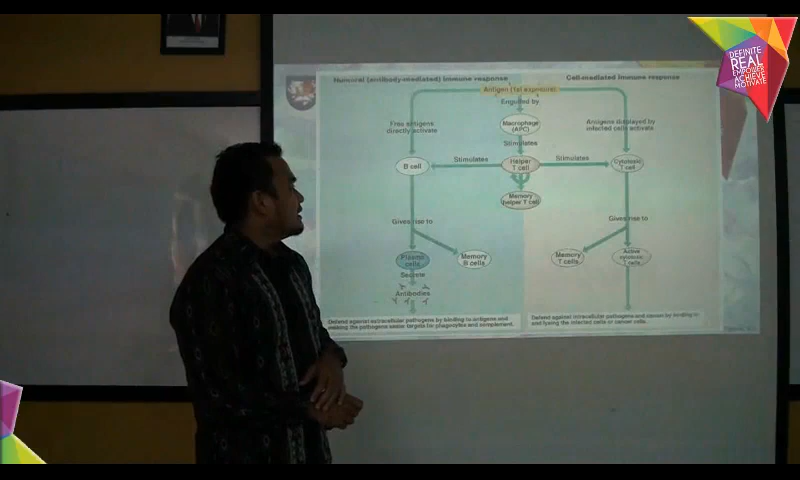 Humoral (antibody-mediated) immune response
Cell-mediated immune response
Antigen (1st exposure)
Engulfed by
Free antigens
directly activate
Macrophage
(APC)
Antigens displayed by
infected cells activate
Stimulates
B cell
Stimulates
Helper
T cell
Stimulates
Cytotoxic
T cell
Memory
helper T cell
Gives rise to
Gives rise to
Plasma
cells
Memory
B cells
Memory
T cells
Active
cytotoxic
T cells
Secrete
Antibodies
Defend against extracellular pathogens by binding to antigens and
making the pathogens easier targets for phagocytes and complement.
Defend against intracellular pathogens and cancer by binding to
and lysing the infected cells or cancer cells.
DEFINITE
REAL
EMPOWER
ACHIEVE
MOTIVATE